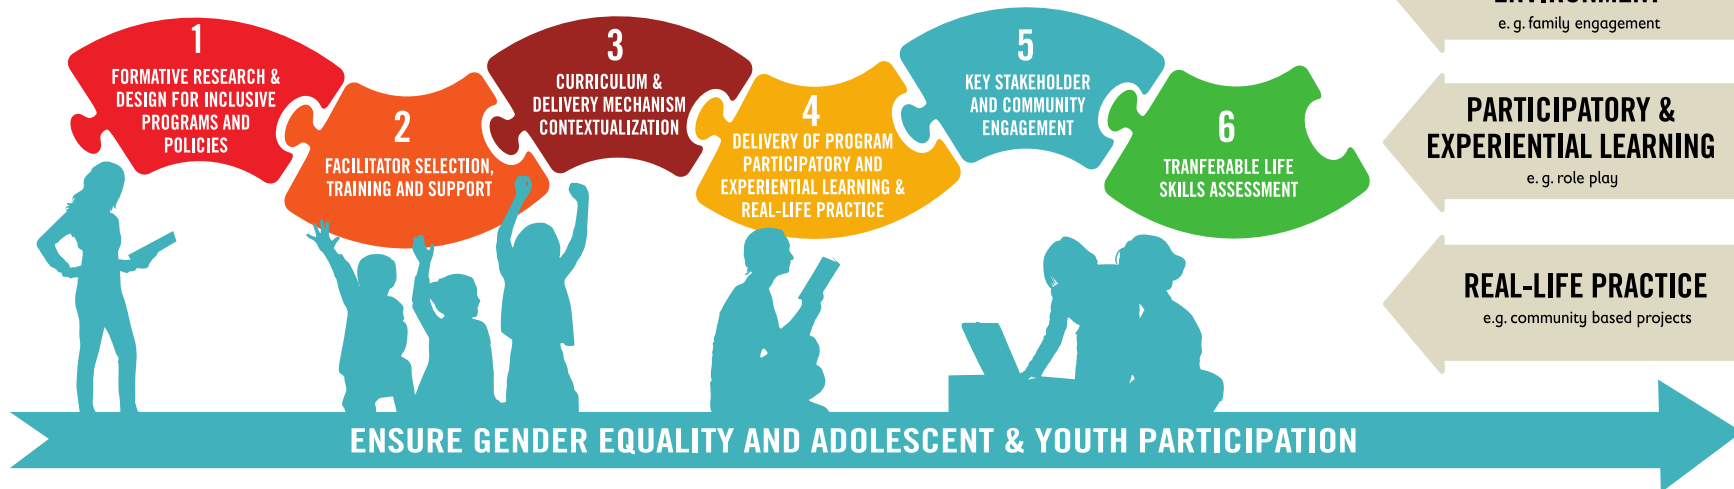 1
FORMATIVE RESEARCH &
DESIGN FOR INCLUSIVE
PROGRAMS AND
POLICIES
2
FACILITATOR SELECTION,
TRAINING AND SUPPORT
3
CURRICULUM &
DELIVERY MECHANISM
CONTEXTUALIZATION
4
DELIVERY OF PROGRAM
PARTICIPATORY AND
EXPERIENTIAL LEARNING &
REAL-LIFE PRACTICE
5
KEY STAKEHOLDER
AND COMMUNITY
ENGAGEMENT
6
TRANFERABLE LIFE
SKILLS ASSESSMENT
ENVIRONMENT
e. g. family engagement
PARTICIPATORY &
EXPERIENTIAL LEARNING
e. g. role play
REAL-LIFE PRACTICE
e.g. community based projects
ENSURE GENDER EQUALITY AND ADOLESCENT & YOUTH PARTICIPATION